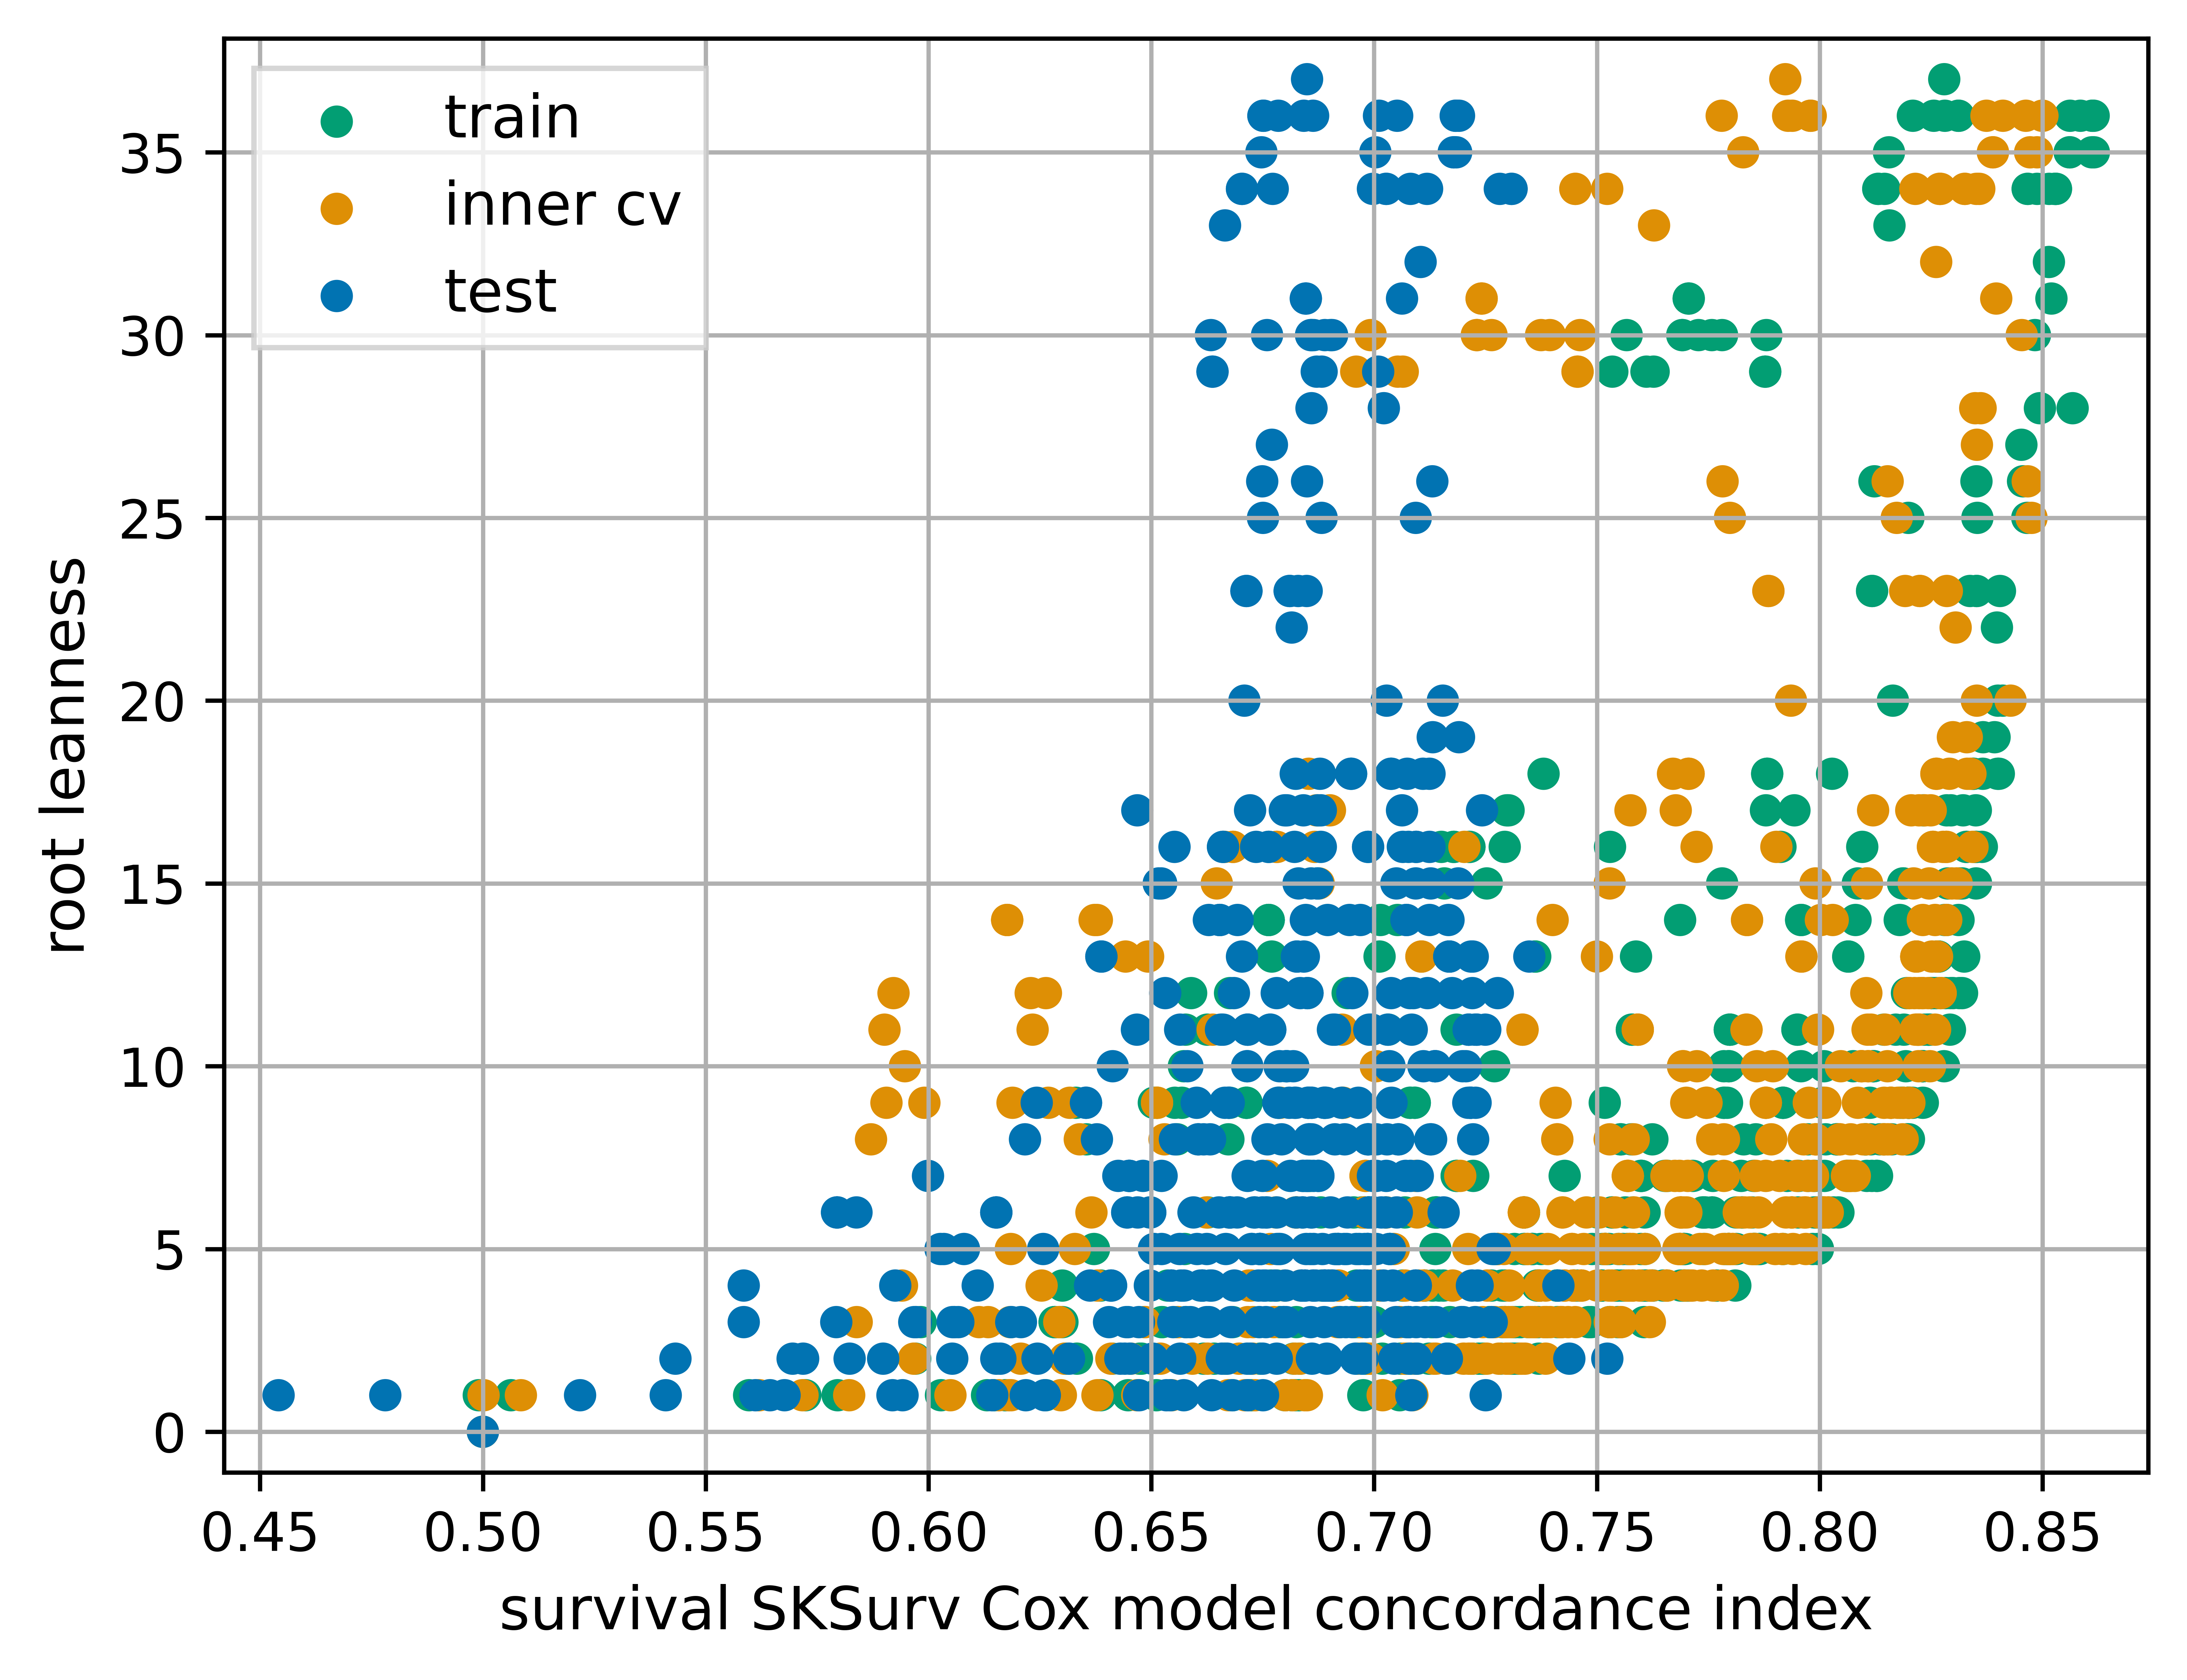 train
inner cv
test
35
30
25
20
15
10
5
0
root leanness
0.45 0.50 0.55 0.60 0.65 0.70 0.75 0.80 0.85
survival SKSurv Cox model concordance index